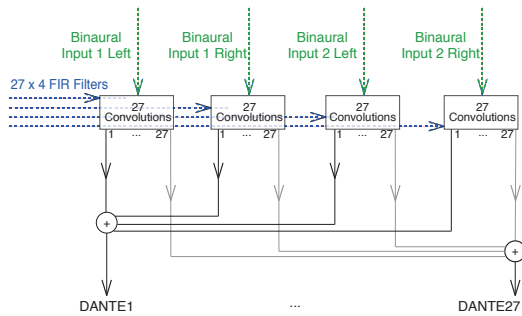 Binaural Binaural Binaural Binaural
Input 1 Left Input 1 Right Input 2 Left Input 2 Right
27 x 4 FIR Filters
27 27 27 27
Convolutions Convolutions Convolutions Convolutions
1 ... 27 1 ... 27 1 ... 27 1 ... 27
+
+
DANTE1 ... DANTE27